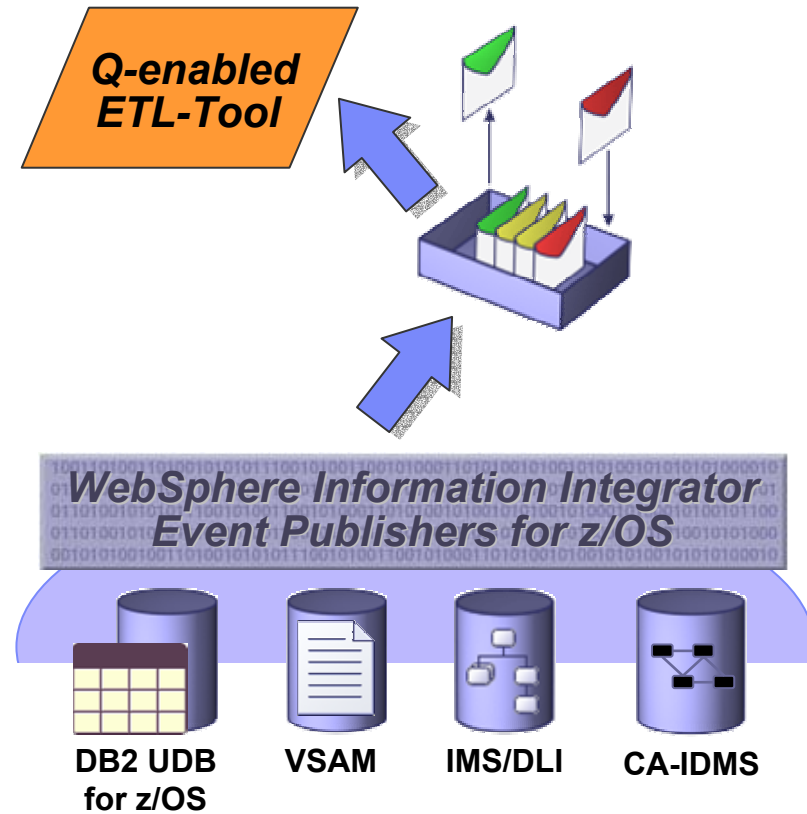 Q-enabled
ETL-Tool
WebSphere Information Integrator
Event Publishers for z/OS
DB2 UDB
for z/OS
VSAM
IMS/DLI
CA-IDMS